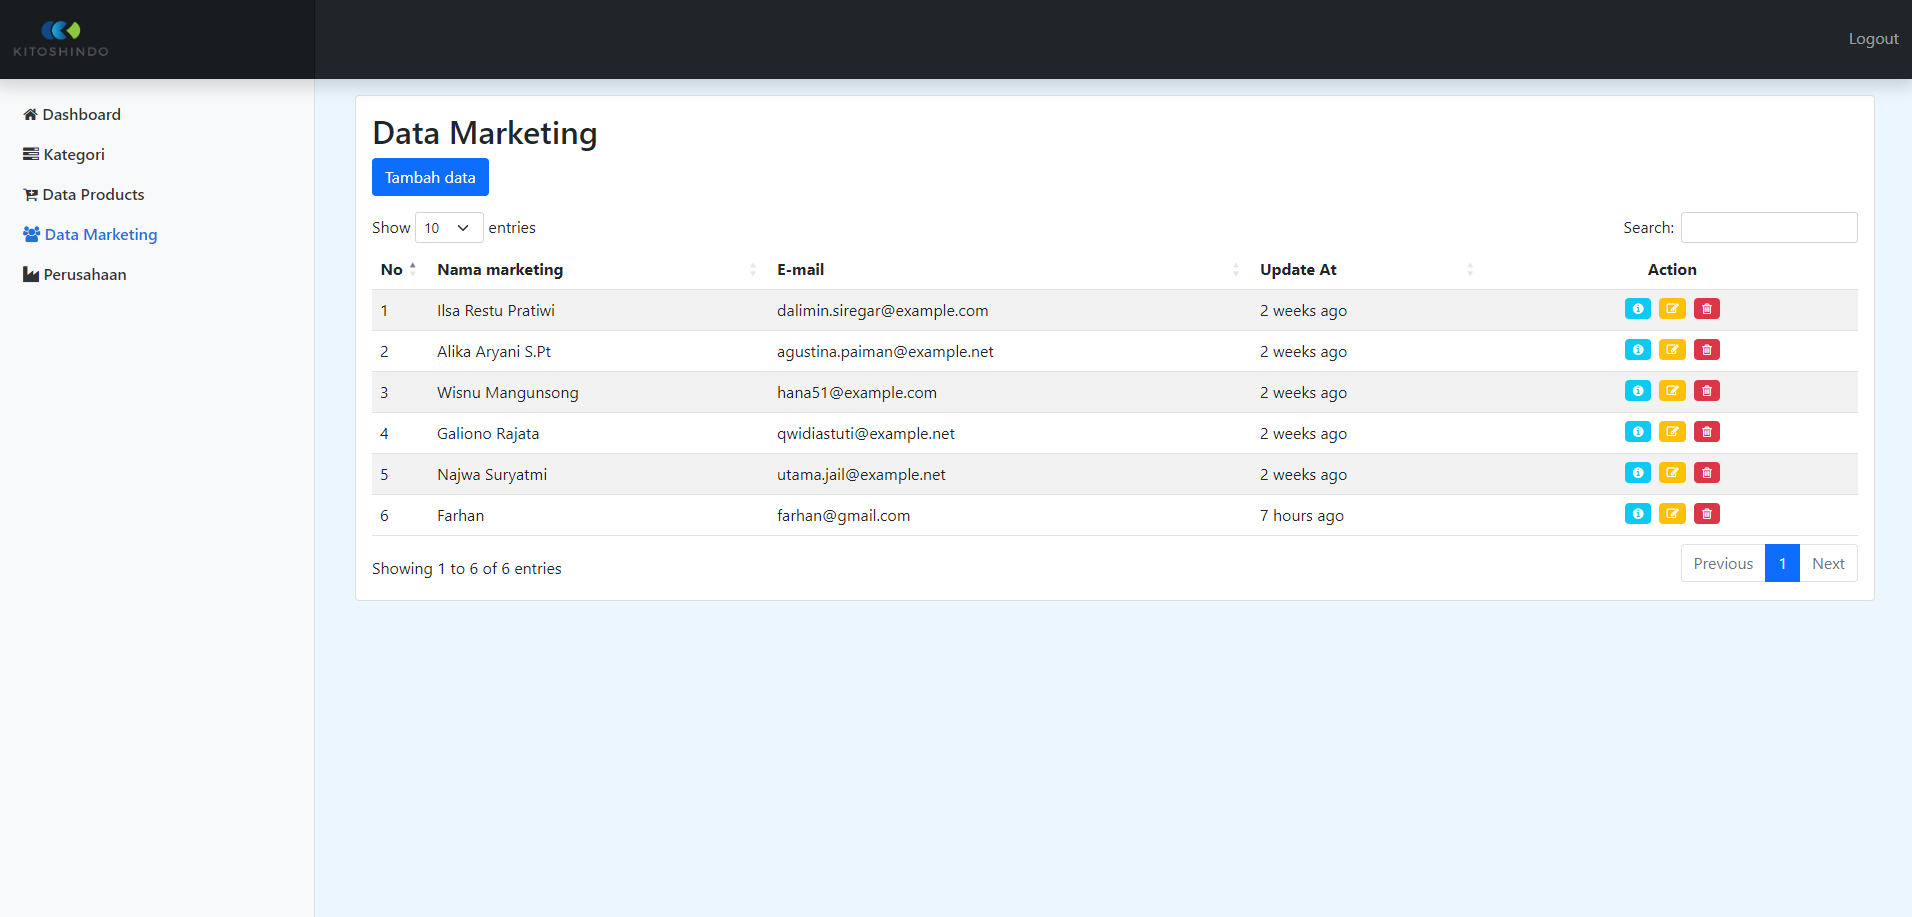 KITOSHINDO
Logout
Dashboard
Kategori
Data Products
Data Marketing
Perusahaan
Data Marketing
Tambah data
Show 10 entries
Search:
No Nama marketing E-mail Update At Action
1 Ilsa Restu Pratiwi dalimin.siregar@example.com 2 weeks ago
2 Alika Aryani S.Pt agustina.paiman@example.net 2 weeks ago
3 Wisnu Mangunsong hana51@example.com 2 weeks ago
4 Galiono Rajata qwidiastuti@example.net 2 weeks ago
5 Najwa Suryatmi utama.jail@example.net 2 weeks ago
6 Farhan farhan@gmail.com 7 hours ago
Showing 1 to 6 of 6 entries
Previous 1 Next